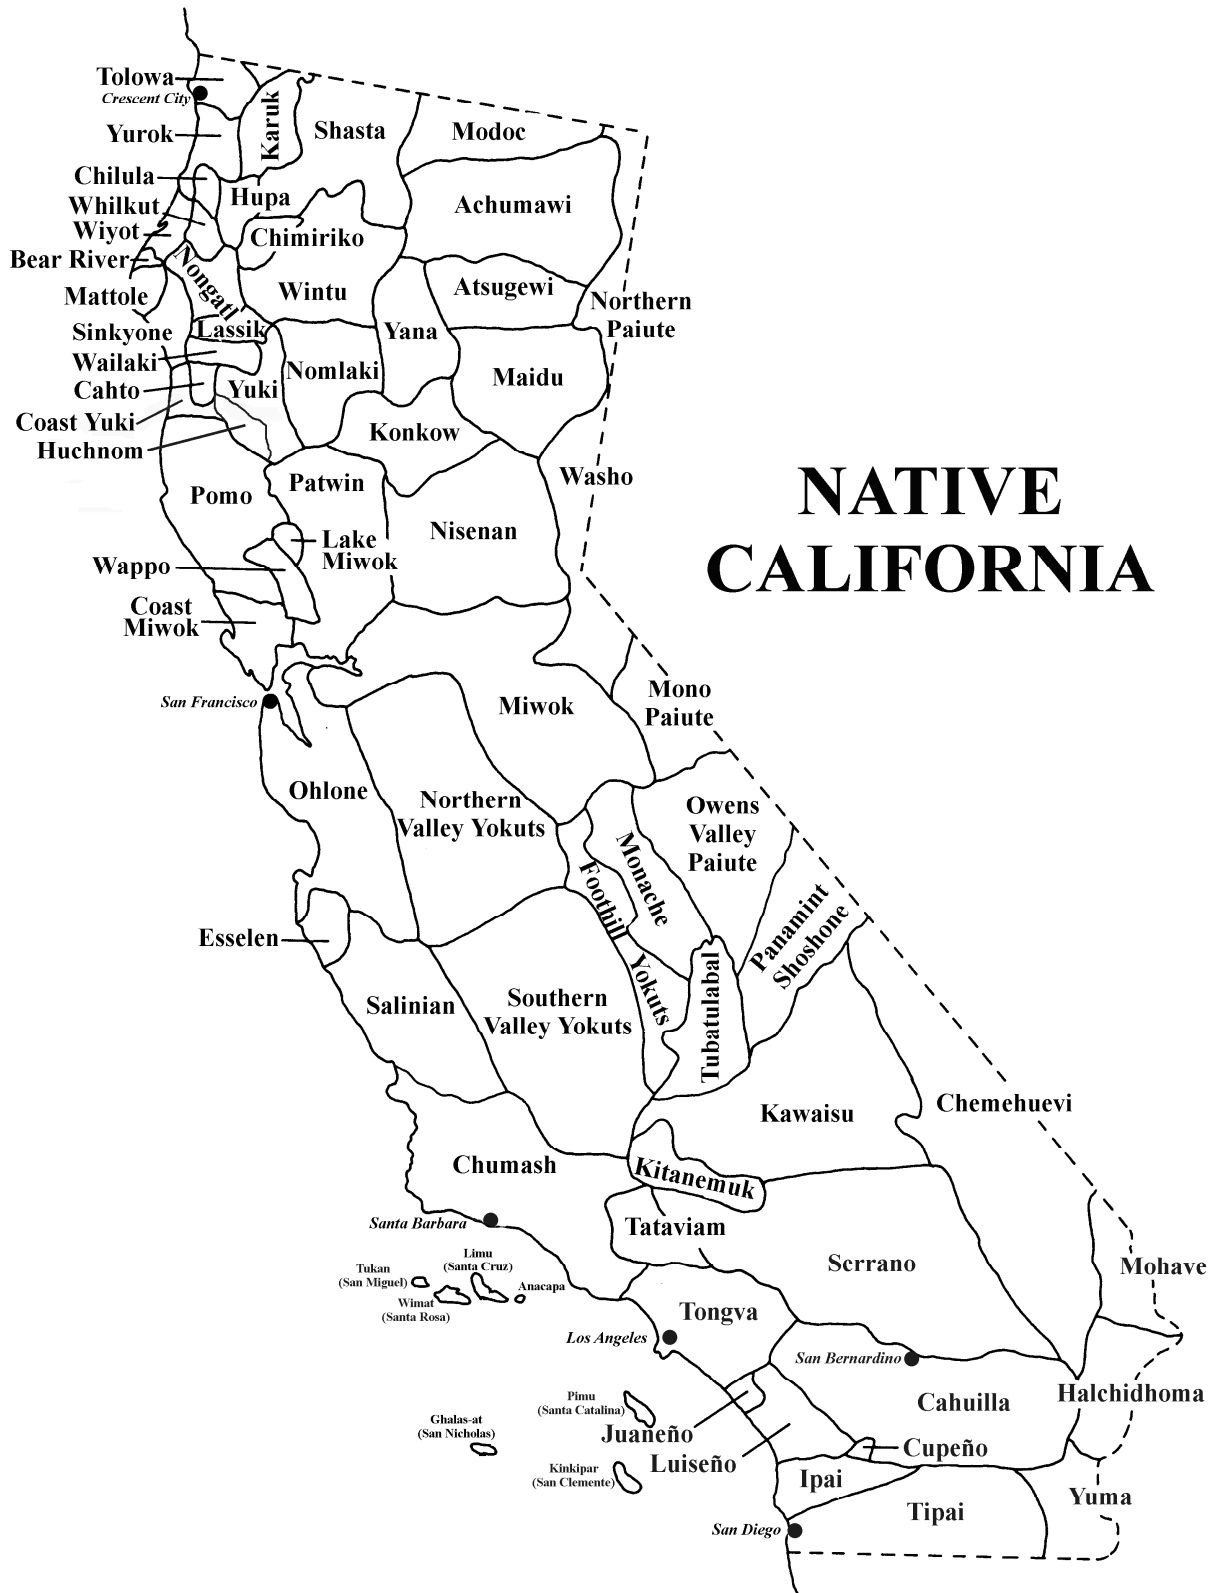 Tolowa
Crescent City
Karuk
Shasta
Modoc
Yurok
Chilula
Hupa
Achumawi
Whilkut
Wiyot
Chimiriko
Bear River
Nongatl
Mattole
Wintu
Atsugewi
Northern
Paiute
Sinkyone
Lassik
Yana
Wailaki
Nomlaki
Maidu
Cahto
Yuki
Coast Yuki
Huchnom
Konkow
Washo
Pomo
Patwin
NATIVE
CALIFORNIA
Nisenan
Lake
Miwok
Wappo
Coast
Miwok
San Francisco
Miwok
Mono
Paiute
Ohlone
Northern
Valley Yokuts
Owens
Valley
Paiute
Monache
Foothill
Yokuts
Panamint
Shoshone
Esselen
Salinian
Southern
Valley Yokuts
Tubatulabal
Kawaisu
Chemehuevi
Chumash
Kitanemuk
Santa Barbara
Tataviam
Serrano
Mohave
Tukan
(San Miguel)
Limu
(Santa Cruz)
Anacapa
Wimat
(Santa Rosa)
Tongva
Los Angeles
San Bernardino
Halchidhoma
Cahuilla
Pimu
(Santa Catalina)
Ghalas-at
(San Nicholas)
Juaneño
Luiseño
Cupeño
Kinkipar
(San Clemente)
Ipai
Tipai
Yuma
San Diego